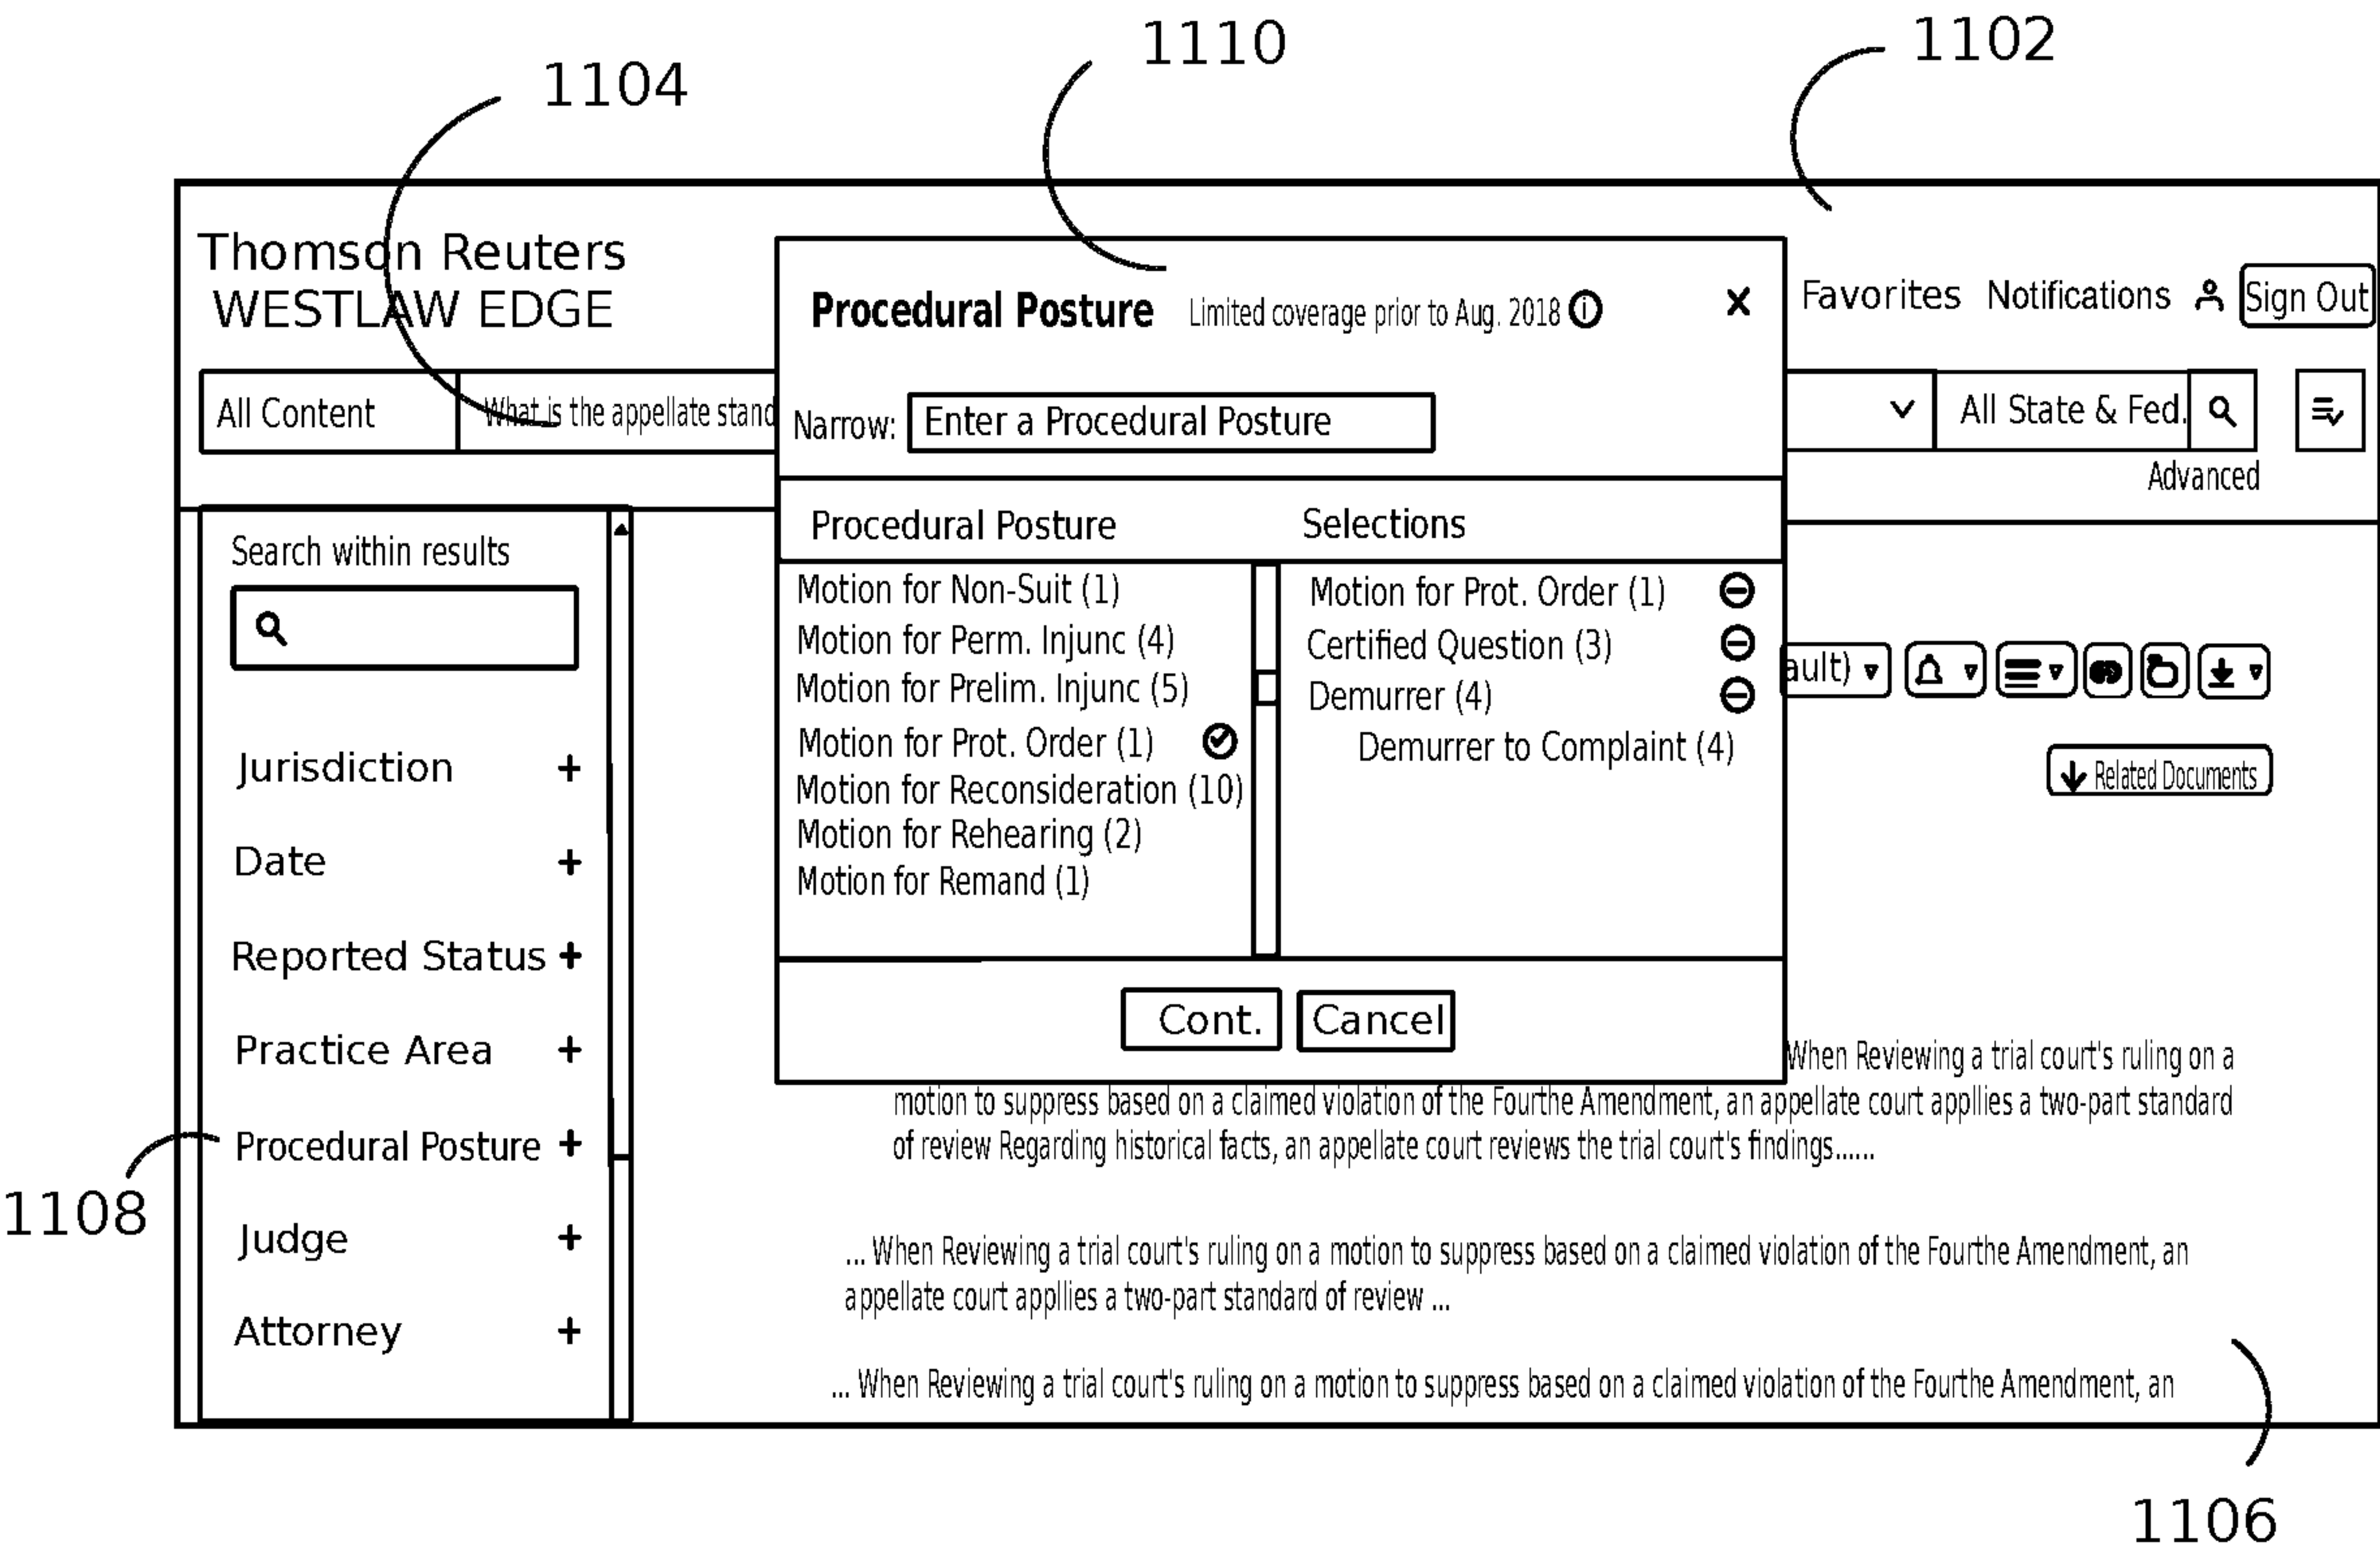 1110
1102
1104
Thomson Reuters
WESTLAW EDGE
Procedural Posture Limited coverage prior to Aug. 2018 i X
Favorites Notifications Sign Out
All Content What is the appellate stand
Narrow: Enter a Procedural Posture
All State & Fed.
Advanced
Procedural Posture Selections
Search within results
Motion for Non-Suit (1)
Motion for Perm. Injunc (4)
Motion for Prelim. Injunc (5)
Motion for Prot. Order (1)
Motion for Reconsideration (10)
Motion for Rehearing (2)
Motion for Remand (1)
Motion for Prot. Order (1)
Certified Question (3)
Demurrer (4)
Demurrer to Complaint (4)
ault)
Related Documents
Jurisdiction +
Date +
Reported Status +
Practice Area +
Procedural Posture +
Judge +
Attorney +
Cont. Cancel
When Reviewing a trial court's ruling on a
motion to suppress based on a claimed violation of the Fourthe Amendment, an appellate court appllies a two-part standard
of review Regarding historical facts, an appellate court reviews the trial court's findings......
1108
... When Reviewing a trial court's ruling on a motion to suppress based on a claimed violation of the Fourthe Amendment, an
appellate court appllies a two-part standard of review ...
... When Reviewing a trial court's ruling on a motion to suppress based on a claimed violation of the Fourthe Amendment, an
1106